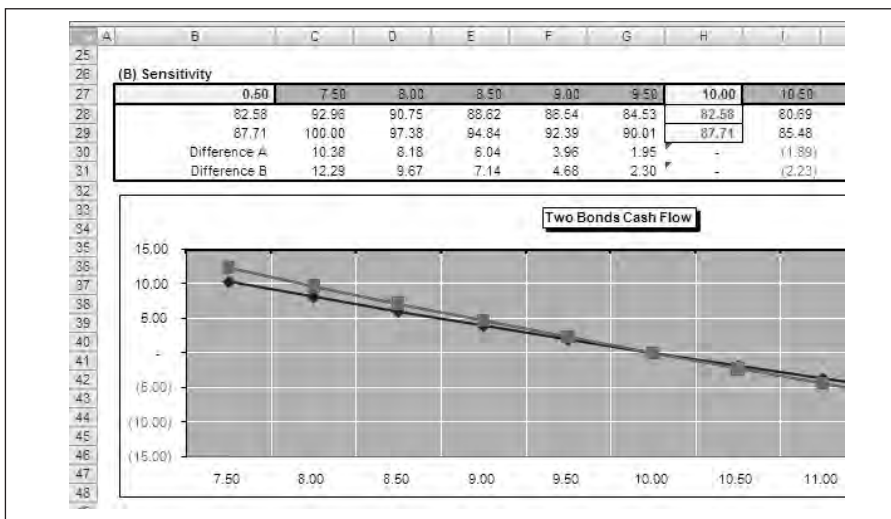 A B C D E F G H I
25
26 (B) Sensitivity
27 0.50 7.50 8.00 8.50 9.00 9.50 10.00 10.50
28 82.58 92.96 90.75 88.62 86.54 84.53 82.58 80.69
29 87.71 100.00 97.38 94.84 92.39 90.01 87.71 85.48
30 Difference A 10.38 8.18 6.04 3.96 1.95 - (1.89)
31 Difference B 12.29 9.67 7.14 4.68 2.30 - (2.23)
32
33 Two Bonds Cash Flow
34
35 15.00
36
37 10.00
38
39 5.00
40
41 -
42
43 (5.00)
44 (10.00)
45
46 (15.00)
47 7.50 8.00 8.50 9.00 9.50 10.00 10.50 11.00
48